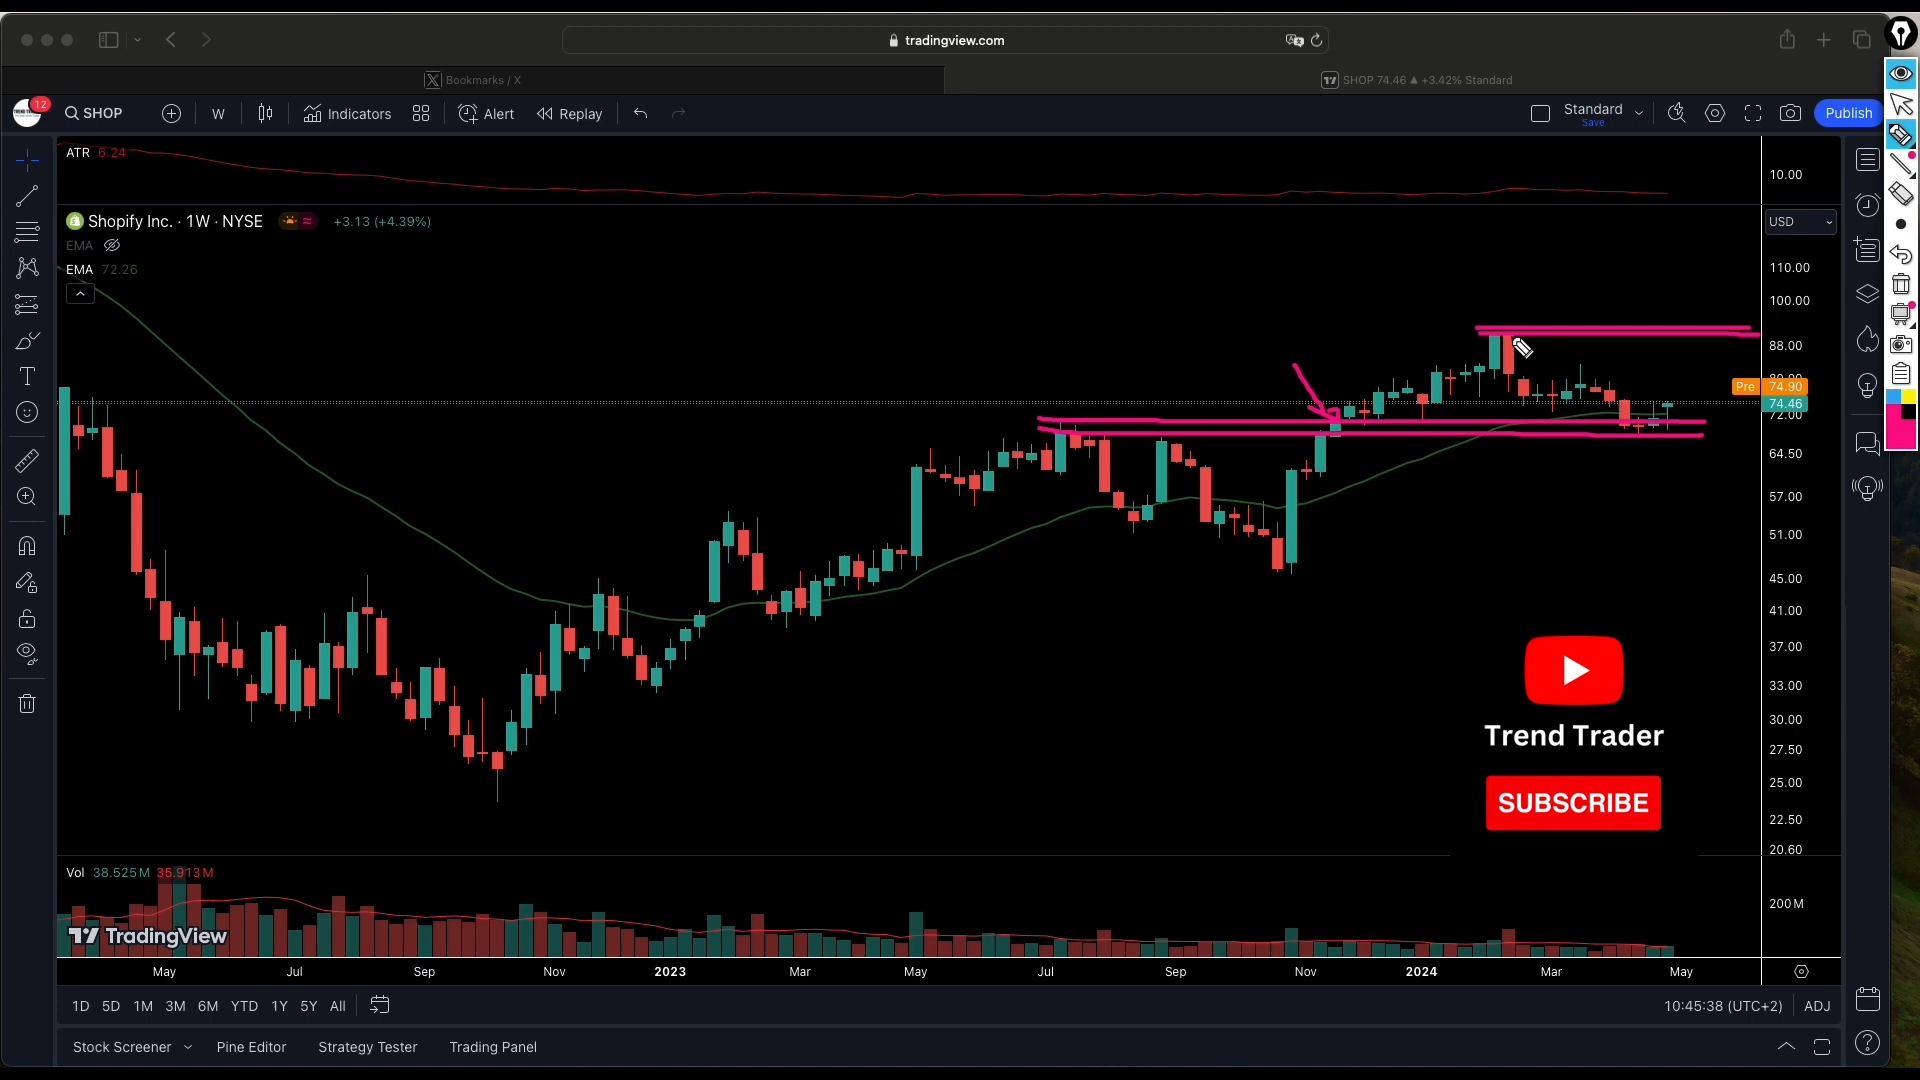 tradingview.com
Bookmarks / X
SHOP 74.46 ▲ +3.42% Standard
12
SHOP
W
Indicators
Alert
Replay
Standard
Save
Publish
ATR 6.24
10.00
Shopify Inc. · 1W · NYSE
+3.13 (+4.39%)
USD
EMA
EMA 72.26
110.00
100.00
88.00
Pre 74.90
74.46
72.00
64.50
57.00
51.00
45.00
41.00
37.00
33.00
30.00
27.50
25.00
22.50
20.60
Trend Trader
SUBSCRIBE
Vol 38.525M 35.913M
200M
TradingView
May
Jul
Sep
Nov
2023
Mar
May
Jul
Sep
Nov
2024
Mar
May
1D 5D 1M 3M 6M YTD 1Y 5Y All
10:45:38 (UTC+2)
ADJ
Stock Screener
Pine Editor
Strategy Tester
Trading Panel